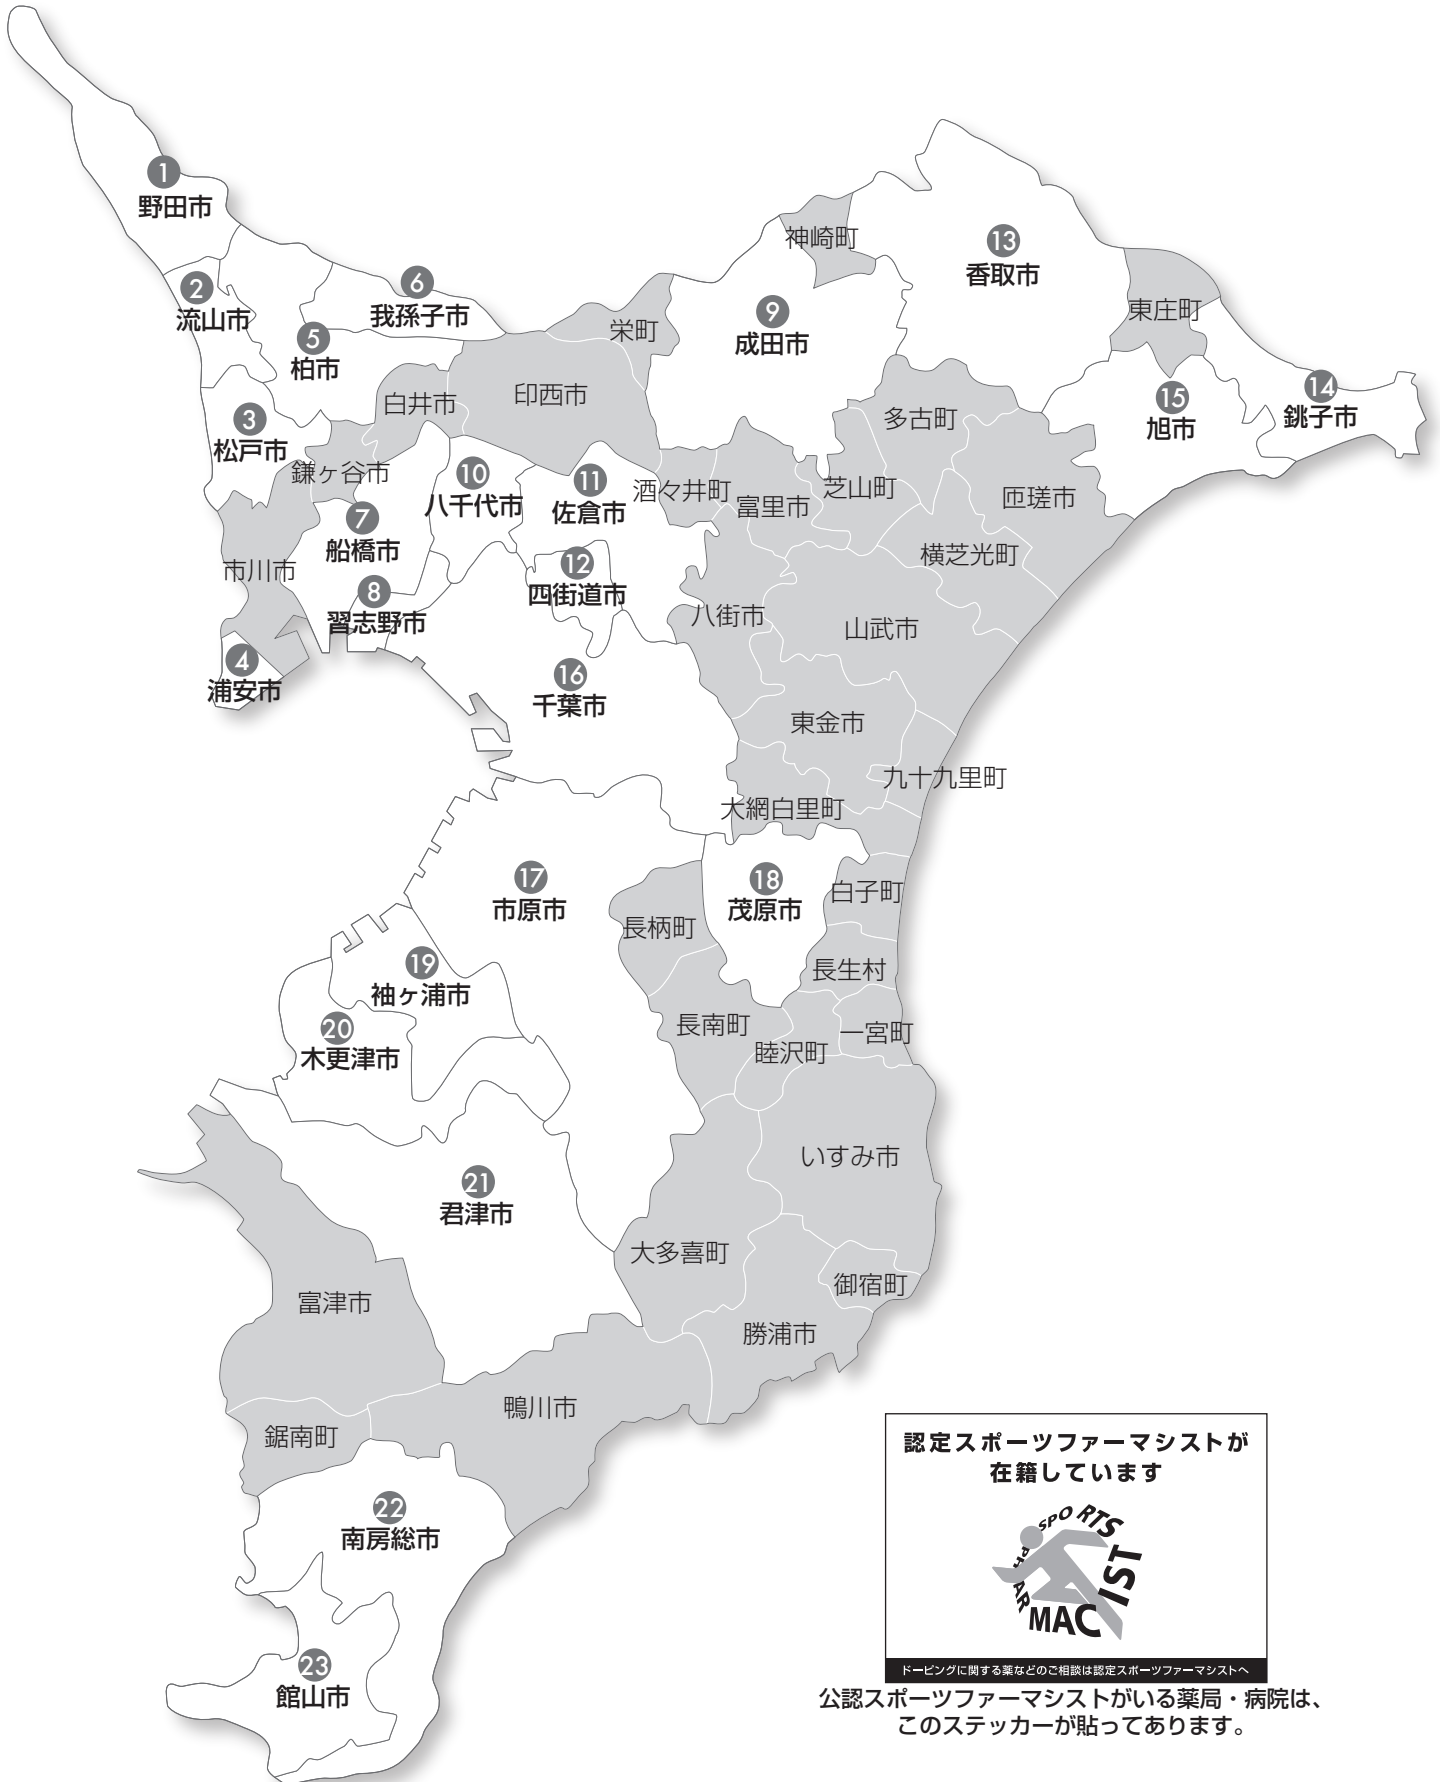 1
野田市
2
流山市
6
我孫子市
5
柏市
3
松戸市
鎌ヶ谷市
白井市
印西市
栄町
神崎町
9
成田市
13
香取市
東庄町
14
銚子市
15
旭市
多古町
匝瑳市
芝山町
横芝光町
酒々井町
富里市
10
八千代市
11
佐倉市
7
船橋市
12
四街道市
8
習志野市
市川市
4
浦安市
八街市
山武市
16
千葉市
東金市
九十九里町
大網白里町
17
市原市
18
茂原市
白子町
長柄町
長生村
19
袖ヶ浦市
20
木更津市
長南町
一宮町
睦沢町
いすみ市
21
君津市
大多喜町
御宿町
富津市
勝浦市
鴨川市
鋸南町
22
南房総市
23
館山市
認定スポーツファーマシストが
在籍しています
SPORTS
PHARMACIST
ドーピングに関する薬などのご相談は認定スポーツファーマシストへ
公認スポーツファーマシストがいる薬局・病院は、
このステッカーが貼ってあります。